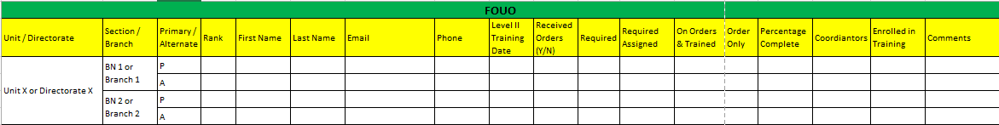 FOUO
Unit / Directorate
Section /
Branch
Primary /
Alternate
Rank
First Name
Last Name
Email
Phone
Level II
Training
Date
Received
Orders
(Y/N)
Required
Required
Assigned
On Orders
& Trained
Order
Only
Percentage
Complete
Coordiantors
Enrolled in
Training
Comments
Unit X or Directorate X
BN 1 or
Branch 1
P
A
BN 2 or
Branch 2
P
A